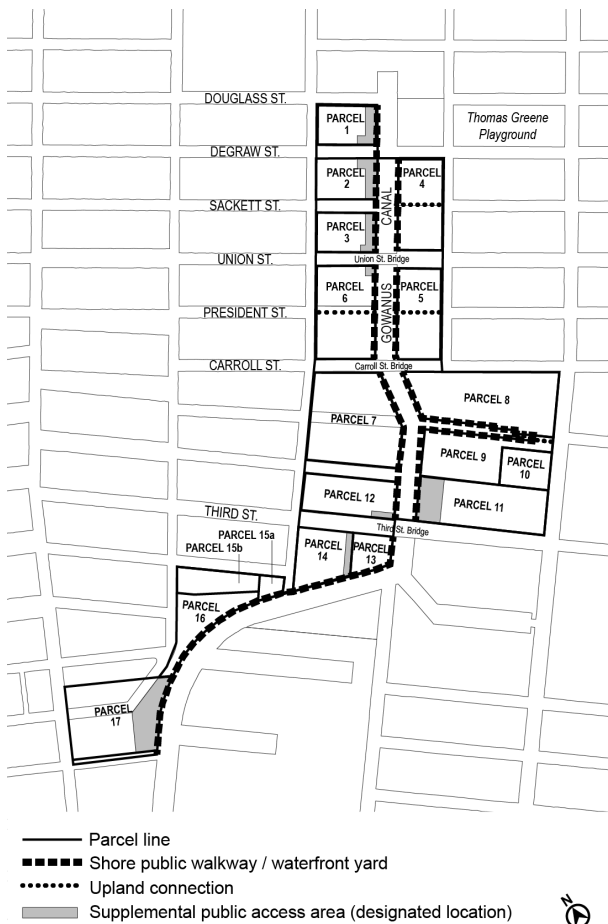 DOUGLASS ST.
PARCEL
1
Thomas Greene
Playground
DEGRAW ST.
PARCEL
2
PARCEL
4
SACKETT ST.
CANAL
PARCEL
3
UNION ST.
Union St. Bridge
PARCEL
6
PARCEL
5
GOWANUS
PRESIDENT ST.
CARROLL ST.
Carroll St. Bridge
PARCEL 8
PARCEL 7
PARCEL 9
PARCEL
10
PARCEL 12
PARCEL 11
THIRD ST.
Third St. Bridge
PARCEL 15a
PARCEL 15b
PARCEL
14
PARCEL
13
PARCEL
16
PARCEL
17
Parcel line
Shore public walkway / waterfront yard
Upland connection
Supplemental public access area (designated location)
N